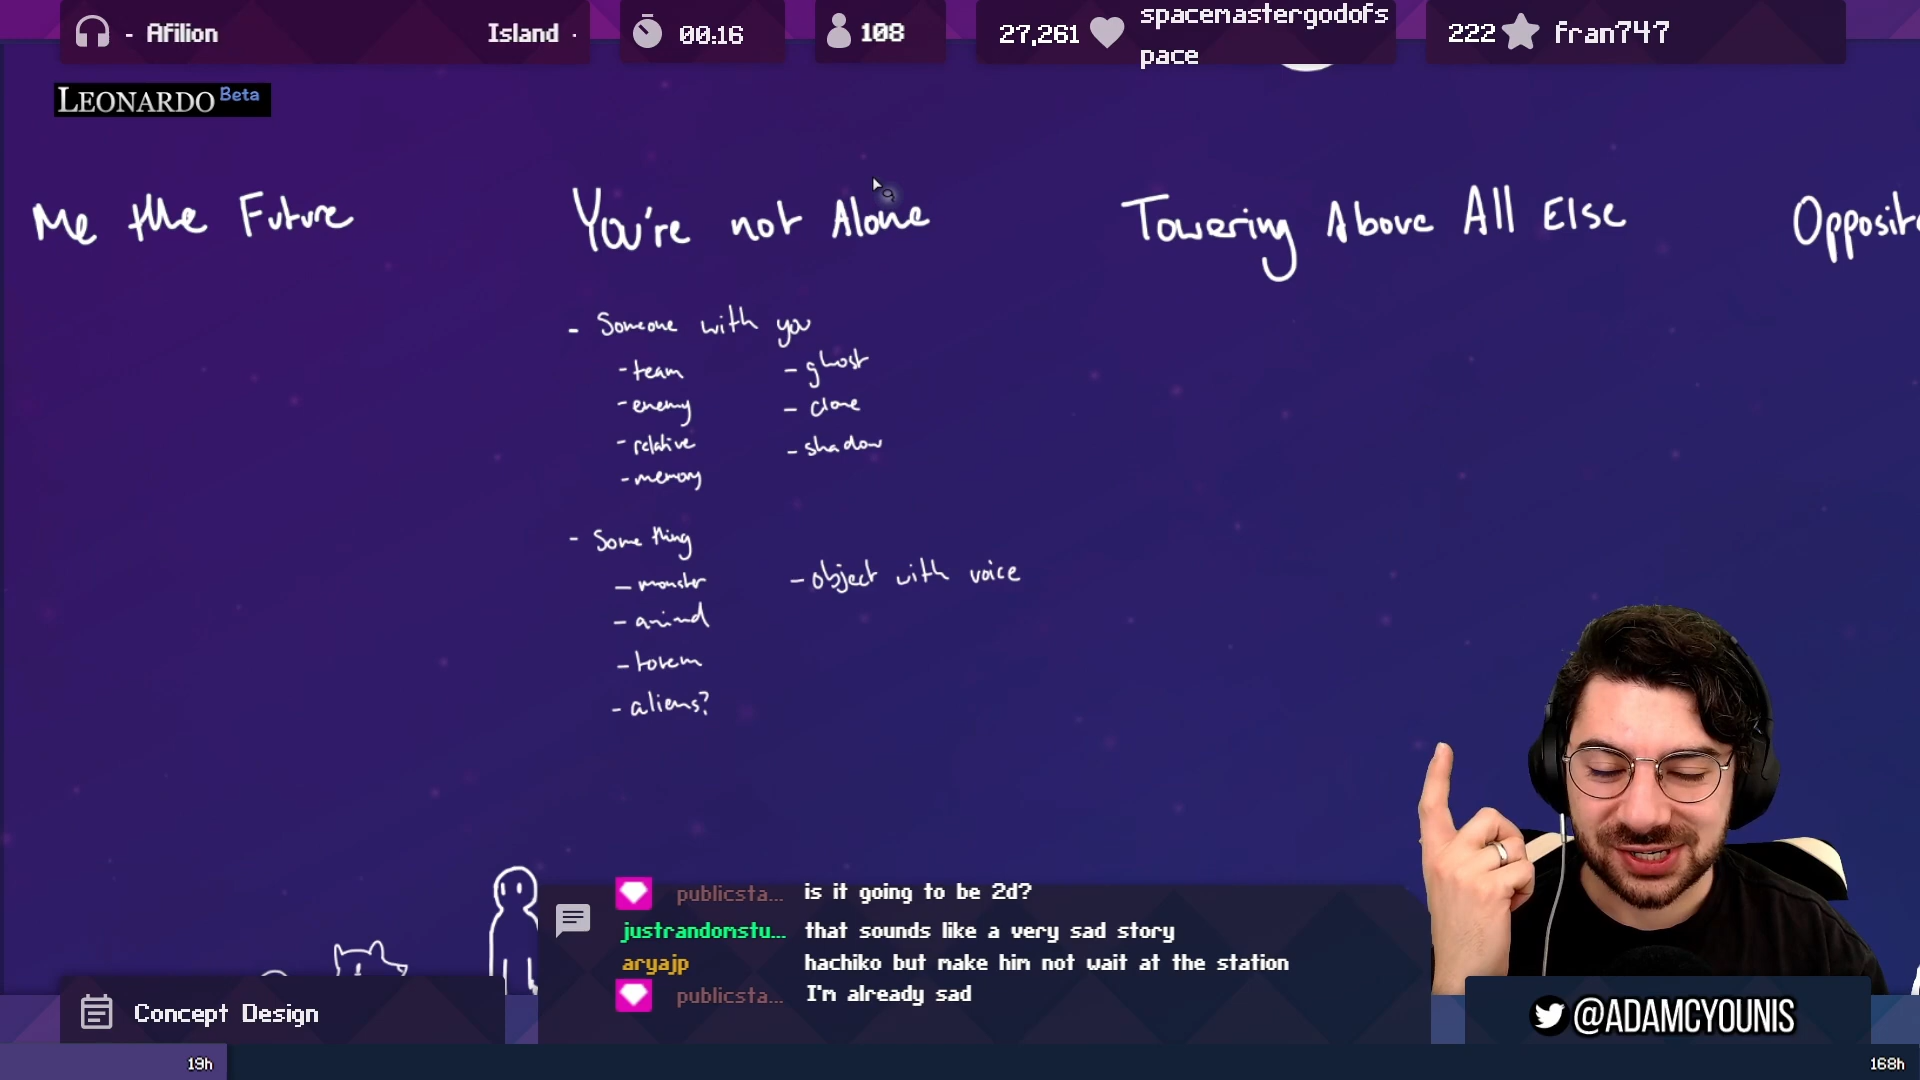 - Afilion Island -
00:16
108
27,261 spacemastergodofs
pace
222 fran747
LEONARDO Beta
Me the Future
You're not Alone
Towering Above All Else
Opposit
- Someone with you
- team
- enemy
- relative
- memory
- ghost
- clone
- shadow
- Something
- monster
- animal
- totem
- aliens?
- object with voice
publicsta... is it going to be 2d?
justrandomstu... that sounds like a very sad story
aryajp hachiko but make him not wait at the station
publicsta... I'm already sad
Concept Design
@ADAMCYOUNIS
19h
168h